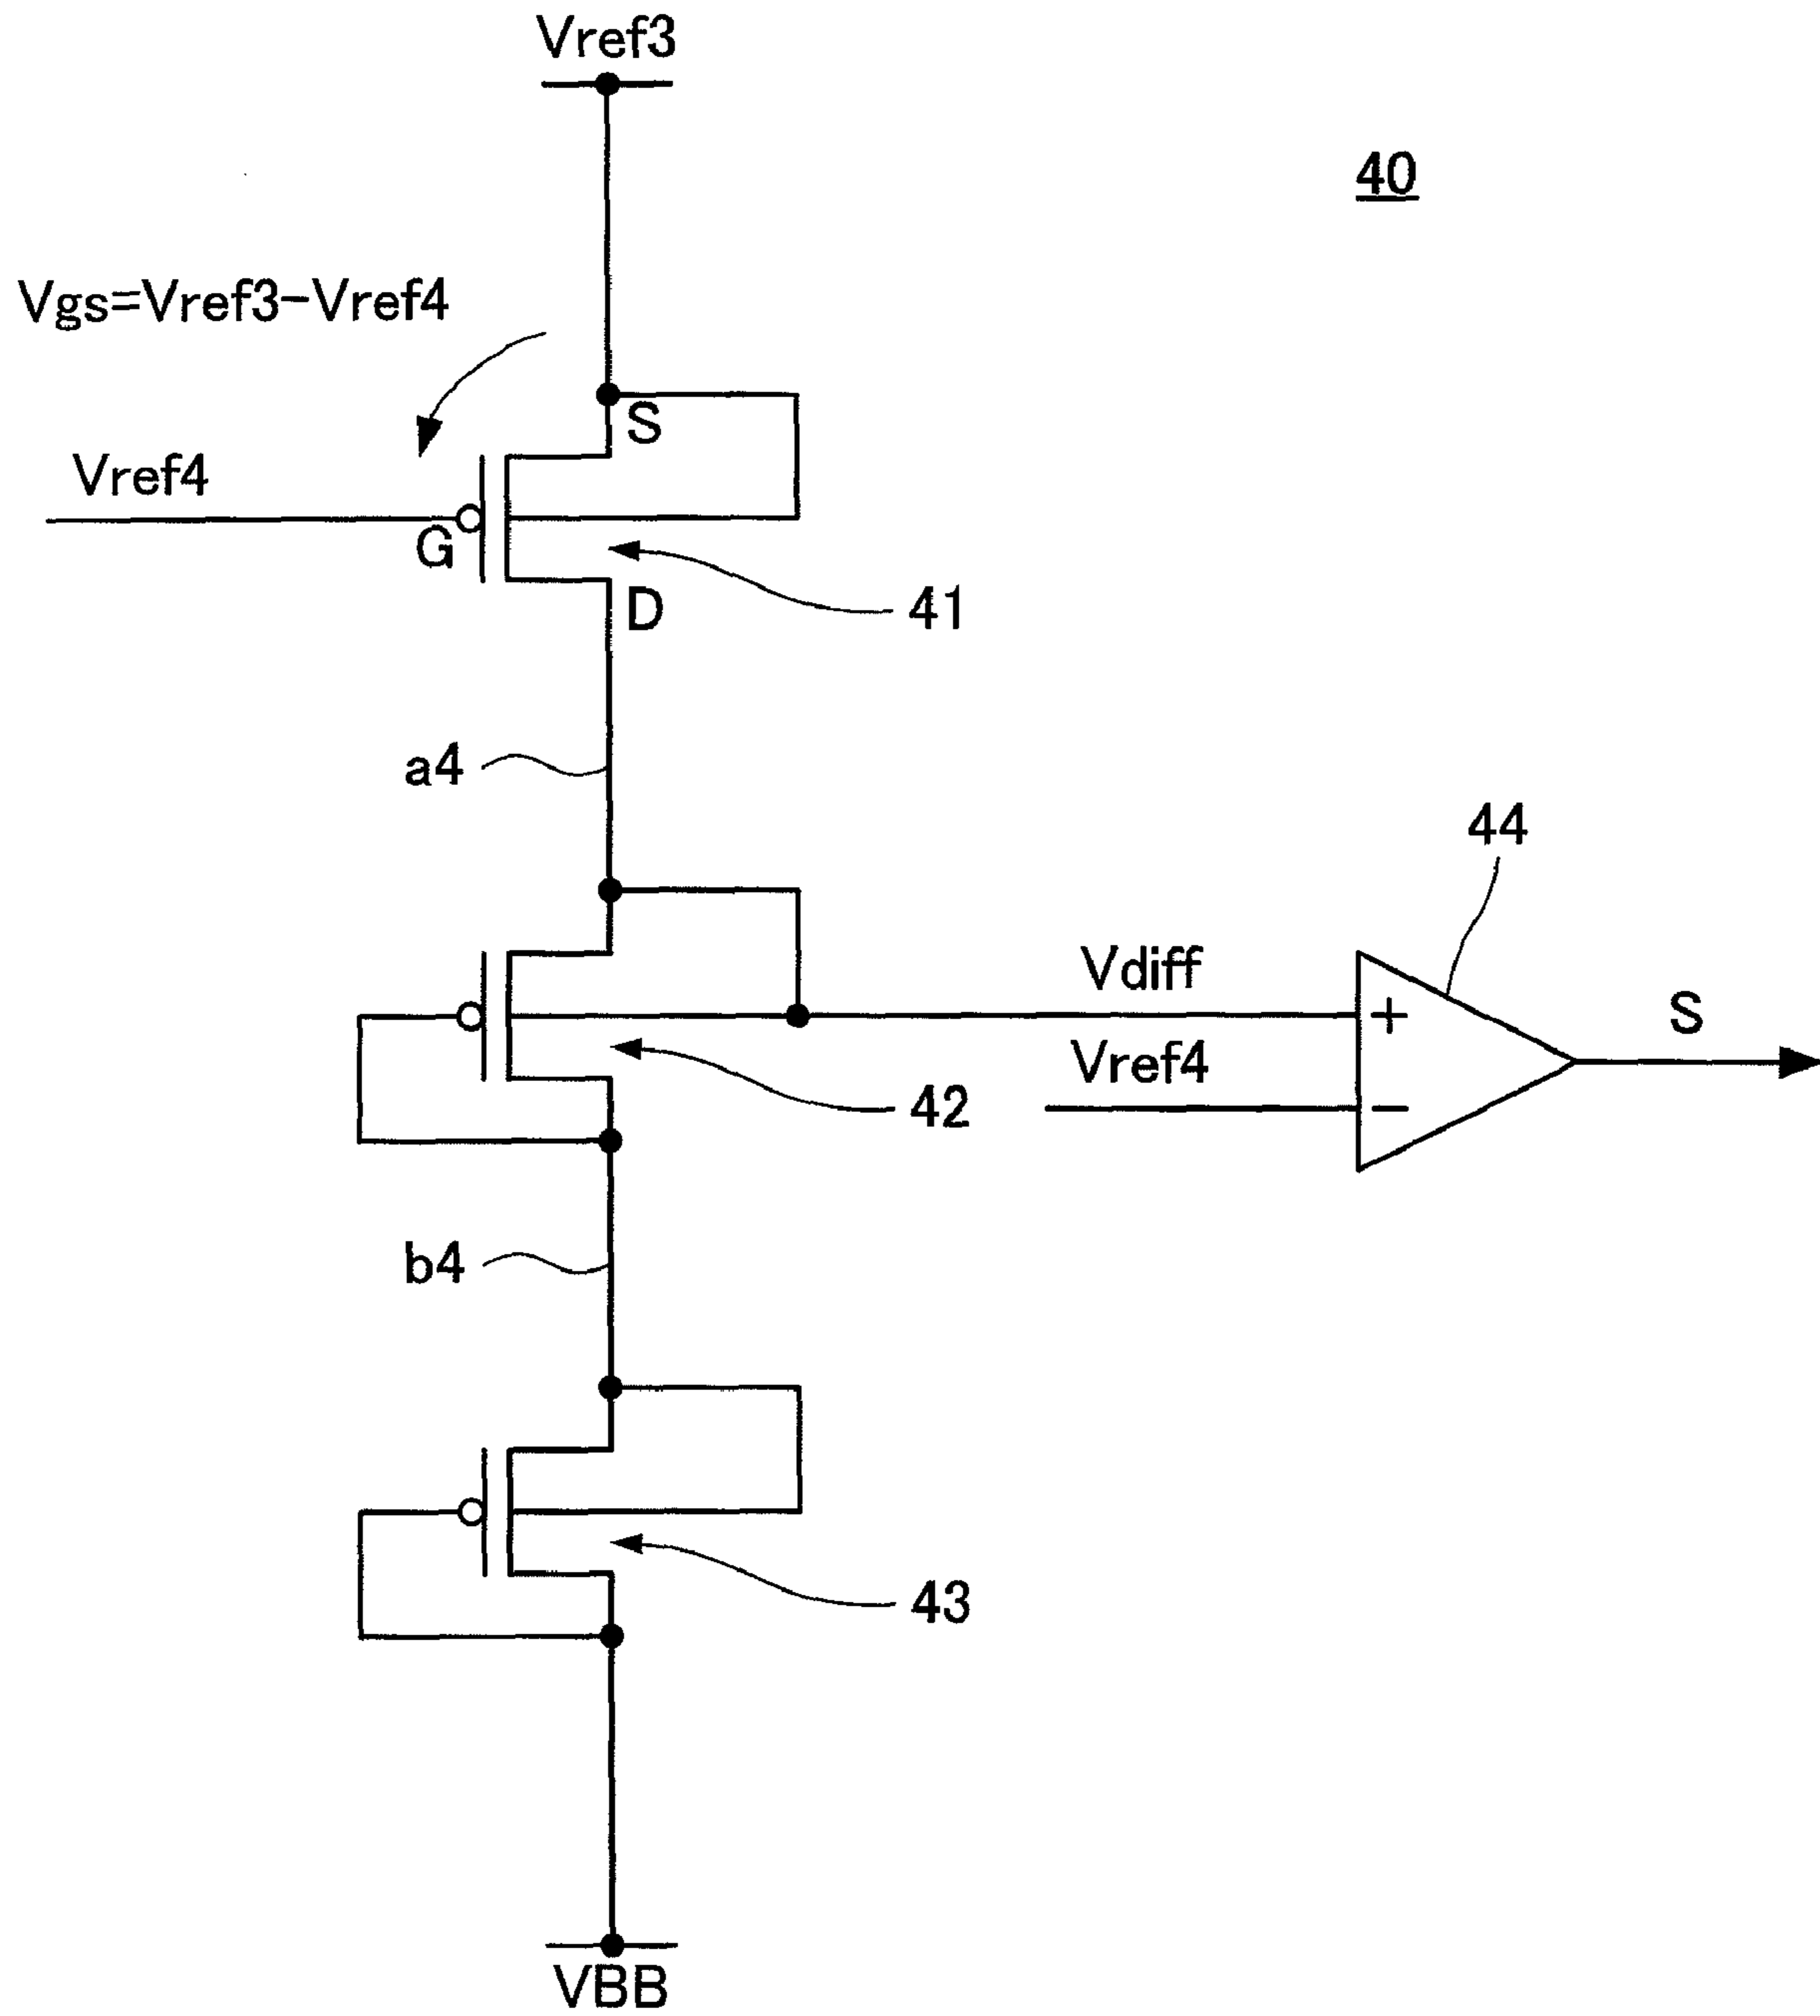 Vref3
40
Vgs=Vref3-Vref4
S
Vref4
G
D
41
a4
44
Vdiff
+
S
Vref4
−
42
b4
43
VBB